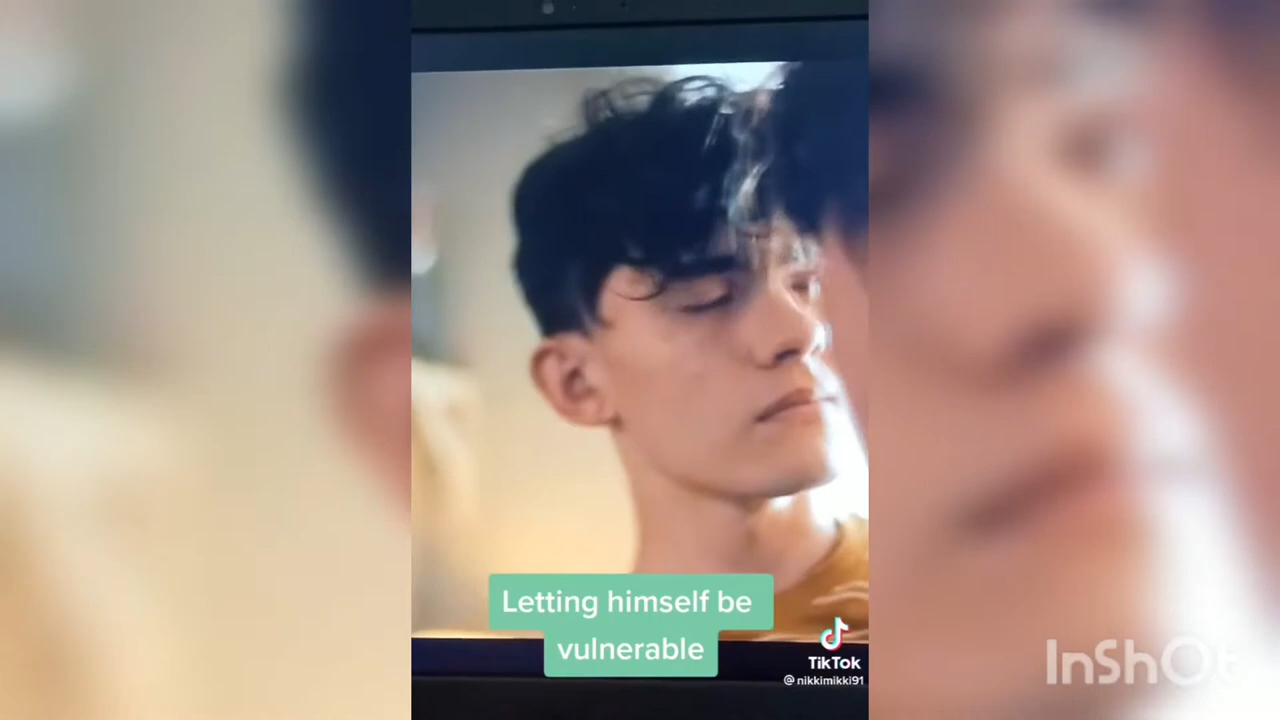 Letting himself be
vulnerable
TikTok
@nikkimikki91
InShOt